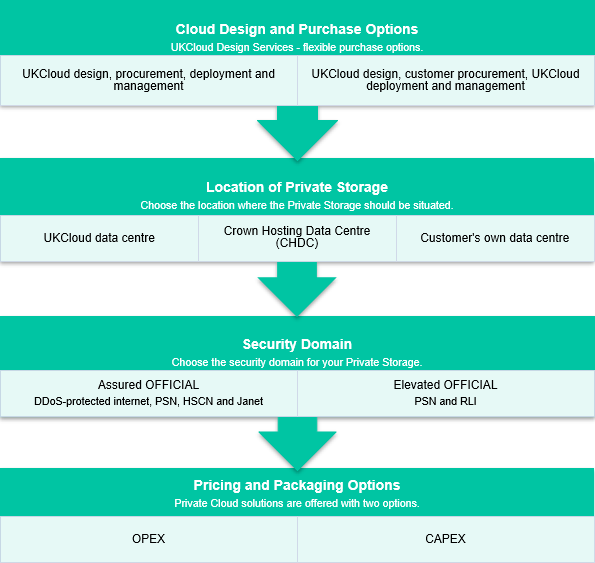 Cloud Design and Purchase Options
UKCloud Design Services - flexible purchase options.
UKCloud design, procurement, deployment and
management
UKCloud design, customer procurement, UKCloud
deployment and management
Location of Private Storage
Choose the location where the Private Storage should be situated.
UKCloud data centre
Crown Hosting Data Centre
(CHDC)
Customer's own data centre
Security Domain
Choose the security domain for your Private Storage.
Assured OFFICIAL
DDoS-protected internet, PSN, HSCN and Janet
Elevated OFFICIAL
PSN and RLI
Pricing and Packaging Options
Private Cloud solutions are offered with two options.
OPEX
CAPEX